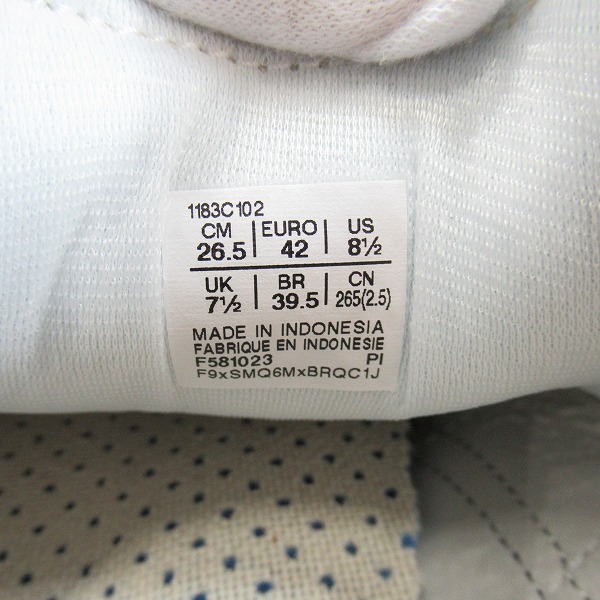 1183C102
CM EURO US
26.5 42 8½
UK BR CN
7½ 39.5 265(2.5)
MADE IN INDONESIA
FABRIQUE EN INDONESIE
F581023 PI
F9xSMQ6MxBRQC1J